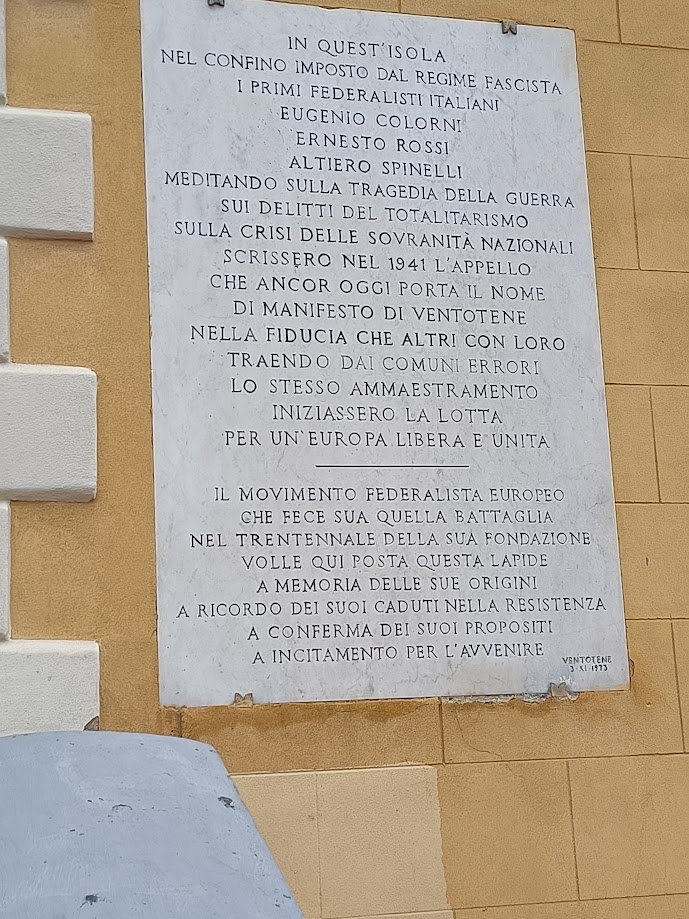 IN QUEST'ISOLA
NEL CONFINO IMPOSTO DAL REGIME FASCISTA
I PRIMI FEDERALISTI ITALIANI
EUGENIO COLORNI
ERNESTO ROSSI
ALTIERO SPINELLI
MEDITANDO SULLA TRAGEDIA DELLA GUERRA
SUI DELITTI DEL TOTALITARISMO
SULLA CRISI DELLE SOVRANITÀ NAZIONALI
SCRISSERO NEL 1941 L'APPELLO
CHE ANCOR OGGI PORTA IL NOME
DI MANIFESTO DI VENTOTENE
NELLA FIDUCIA CHE ALTRI CON LORO
TRAENDO DAI COMUNI ERRORI
LO STESSO AMMAESTRAMENTO
INIZIASSERO LA LOTTA
PER UN'EUROPA LIBERA E UNITA
IL MOVIMENTO FEDERALISTA EUROPEO
CHE FECE SUA QUELLA BATTAGLIA
NEL TRENTENNALE DELLA SUA FONDAZIONE
VOLLE QUI POSTA QUESTA LAPIDE
A MEMORIA DELLE SUE ORIGINI
A RICORDO DEI SUOI CADUTI NELLA RESISTENZA
A CONFERMA DEI SUOI PROPOSITI
A INCITAMENTO PER L'AVVENIRE
VENTOTENE
3·XI·1973